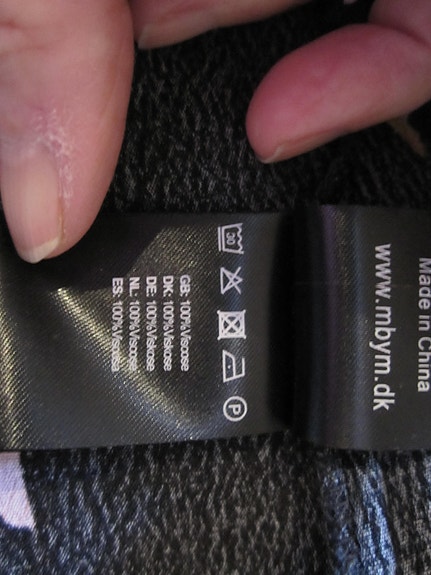 Made in China
www.mbym.dk
30
P
GB: 100%Viscose
DK: 100%Viskose
DE: 100%Viskose
NL: 100%Viscose
ES: 100%Viscosa